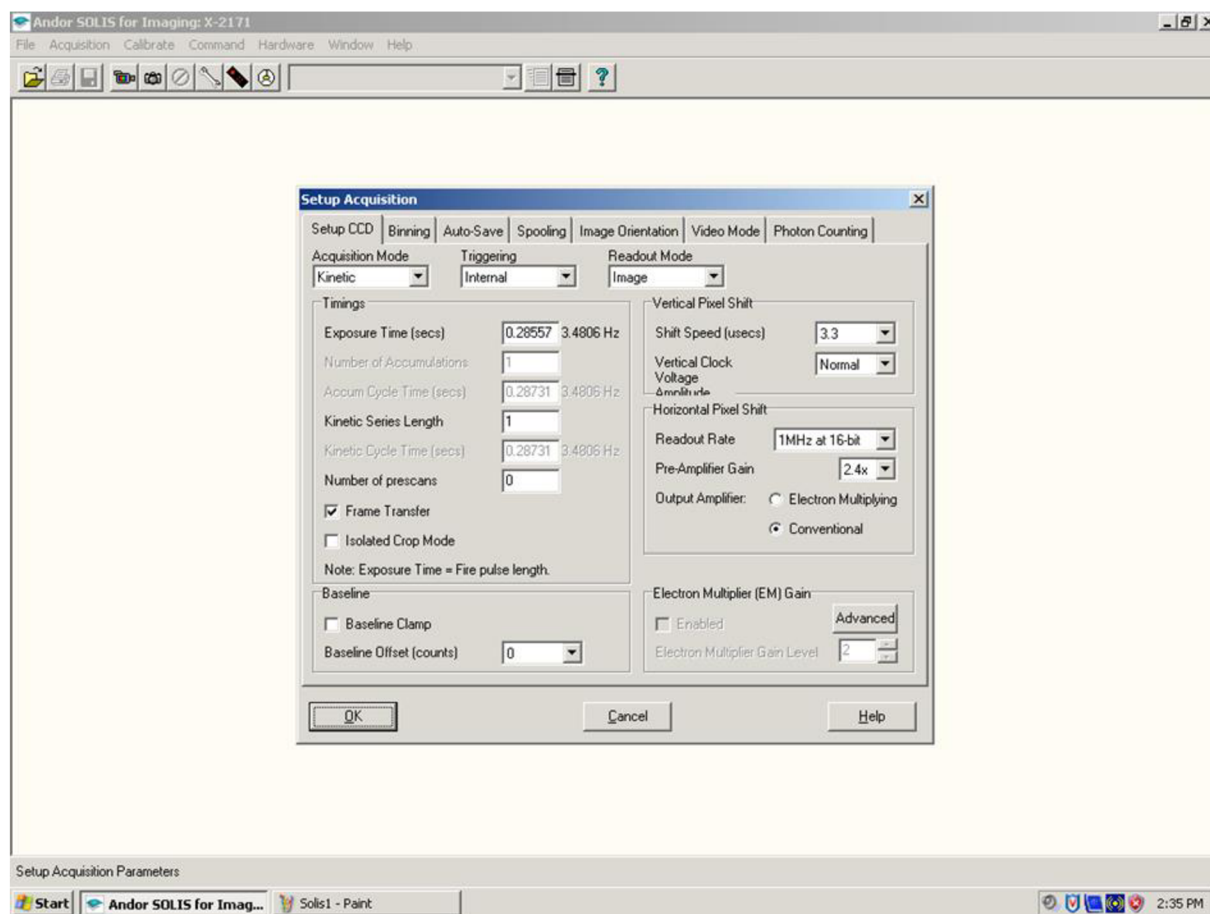 Andor SOLIS for Imaging: X-2171
File Acquisition Calibrate Command Hardware Window Help
Setup Acquisition
Setup CCD Binning Auto-Save Spooling Image Orientation Video Mode Photon Counting
Acquisition Mode Triggering Readout Mode
Kinetic Internal Image
Timings
Exposure Time (secs) 0.28557 3.4806 Hz
Number of Accumulations 1
Accum Cycle Time (secs) 0.28731 3.4806 Hz
Kinetic Series Length 1
Kinetic Cycle Time (secs) 0.28731 3.4806 Hz
Number of prescans 0
Frame Transfer
Isolated Crop Mode
Note: Exposure Time = Fire pulse length.
Vertical Pixel Shift
Shift Speed (usecs) 3.3
Vertical Clock Normal
Voltage
Amplitude
Horizontal Pixel Shift
Readout Rate 1MHz at 16-bit
Pre-Amplifier Gain 2.4x
Output Amplifier: Electron Multiplying
Conventional
Baseline
Baseline Clamp
Baseline Offset (counts) 0
Electron Multiplier (EM) Gain
Enabled Advanced
Electron Multiplier Gain Level 2
OK Cancel Help
Setup Acquisition Parameters
Start Andor SOLIS for Imag... Solis1 - Paint 2:35 PM